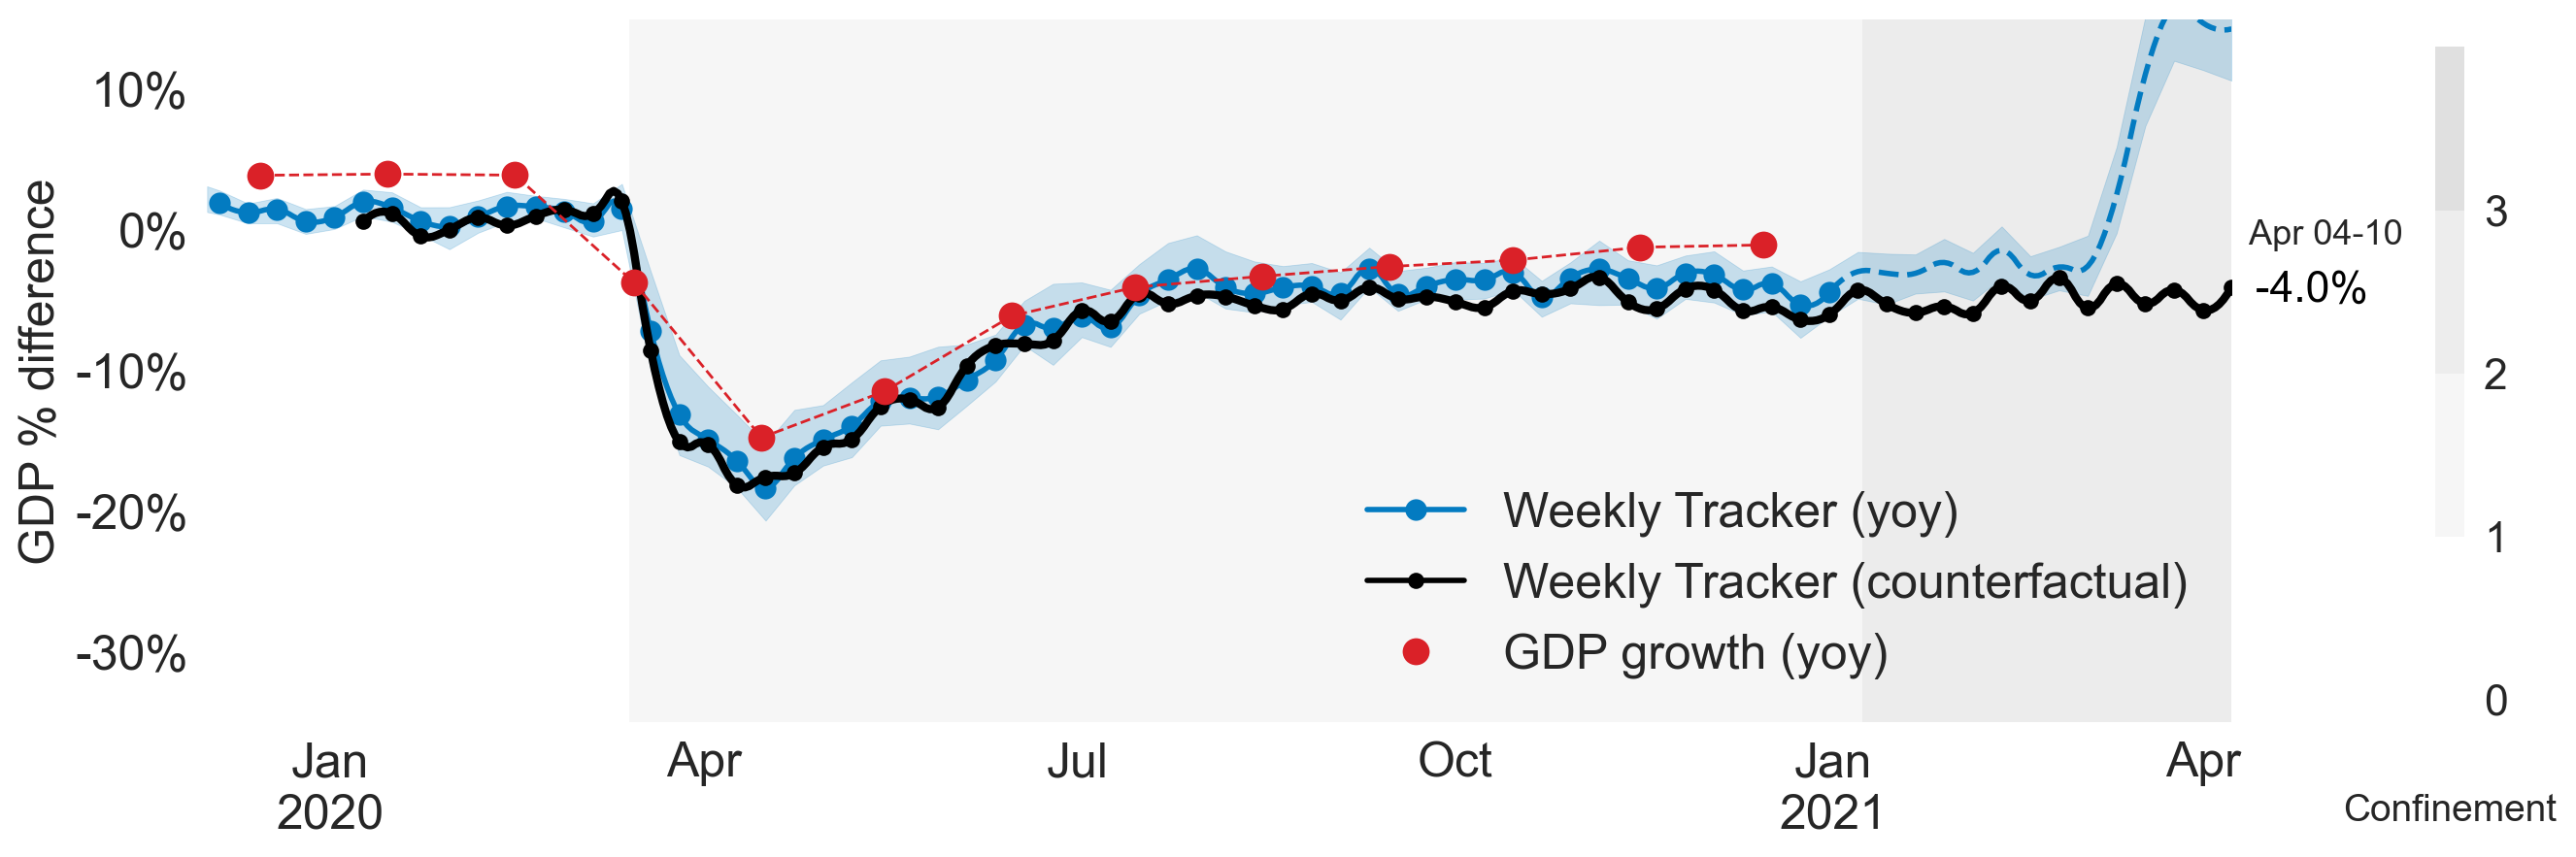 GDP % difference
10%
0%
-10%
-20%
-30%
Jan
2020
Apr
Jul
Oct
Jan
2021
Apr
Weekly Tracker (yoy)
Weekly Tracker (counterfactual)
GDP growth (yoy)
Apr 04-10
-4.0%
3
2
1
0
Confinement